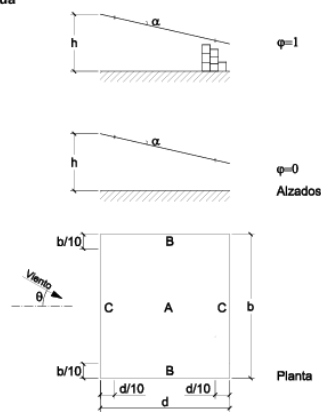 h
α
φ=1
h
α
φ=0
Alzados
b/10
B
Viento
θ
C
A
C
b
b/10
B
Planta
d/10
d/10
d